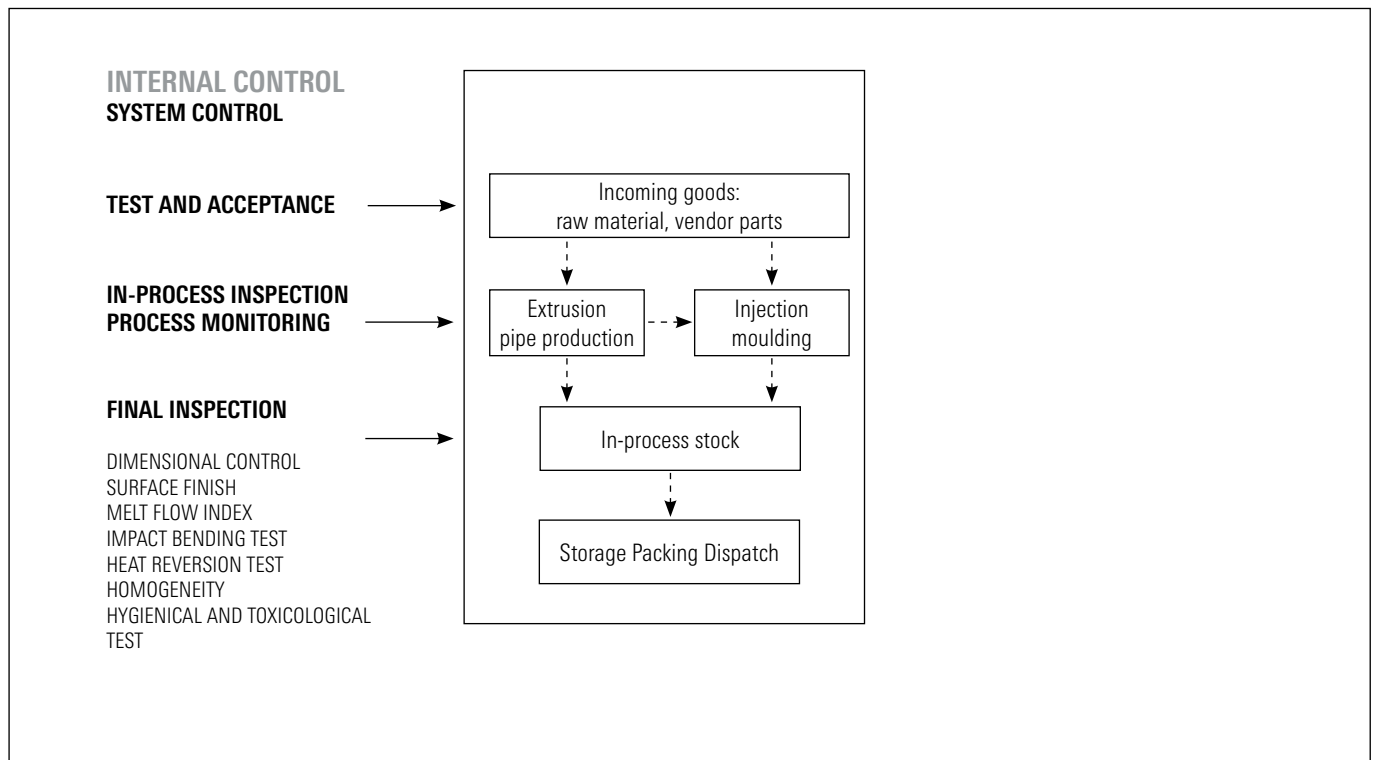 INTERNAL CONTROL
SYSTEM CONTROL
TEST AND ACCEPTANCE
Incoming goods:
raw material, vendor parts
IN-PROCESS INSPECTION
PROCESS MONITORING
Extrusion
pipe production
Injection
moulding
FINAL INSPECTION
In-process stock
DIMENSIONAL CONTROL
SURFACE FINISH
MELT FLOW INDEX
IMPACT BENDING TEST
HEAT REVERSION TEST
HOMOGENEITY
HYGIENICAL AND TOXICOLOGICAL
TEST
Storage Packing Dispatch